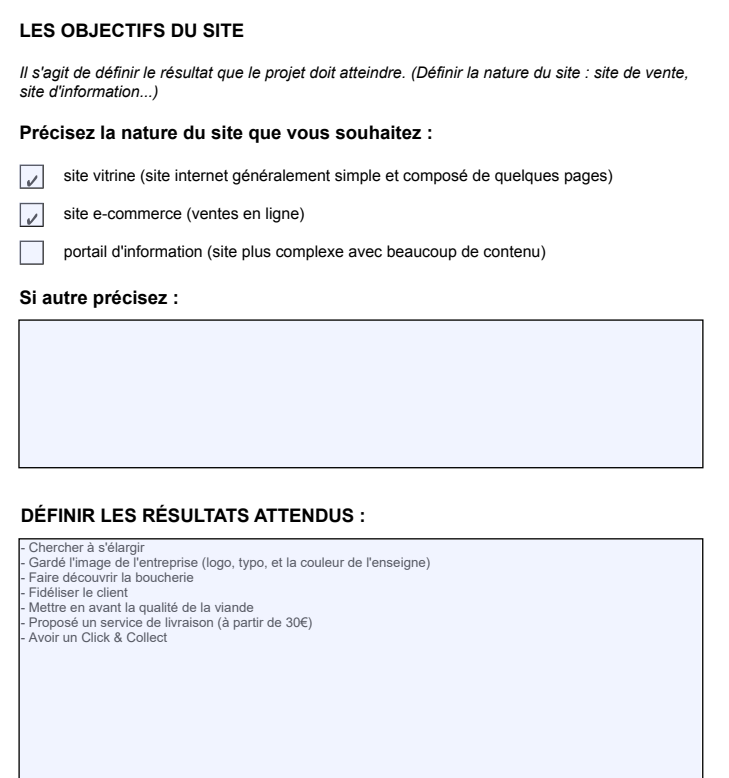 LES OBJECTIFS DU SITE
Il s'agit de définir le résultat que le projet doit atteindre. (Définir la nature du site : site de vente,
site d'information...)
Précisez la nature du site que vous souhaitez :
site vitrine (site internet généralement simple et composé de quelques pages)
site e-commerce (ventes en ligne)
portail d'information (site plus complexe avec beaucoup de contenu)
Si autre précisez :
DÉFINIR LES RÉSULTATS ATTENDUS :
- Chercher à s'élargir
- Gardé l'image de l'entreprise (logo, typo, et la couleur de l'enseigne)
- Faire découvrir la boucherie
- Fidéliser le client
- Mettre en avant la qualité de la viande
- Proposé un service de livraison (à partir de 30€)
- Avoir un Click & Collect